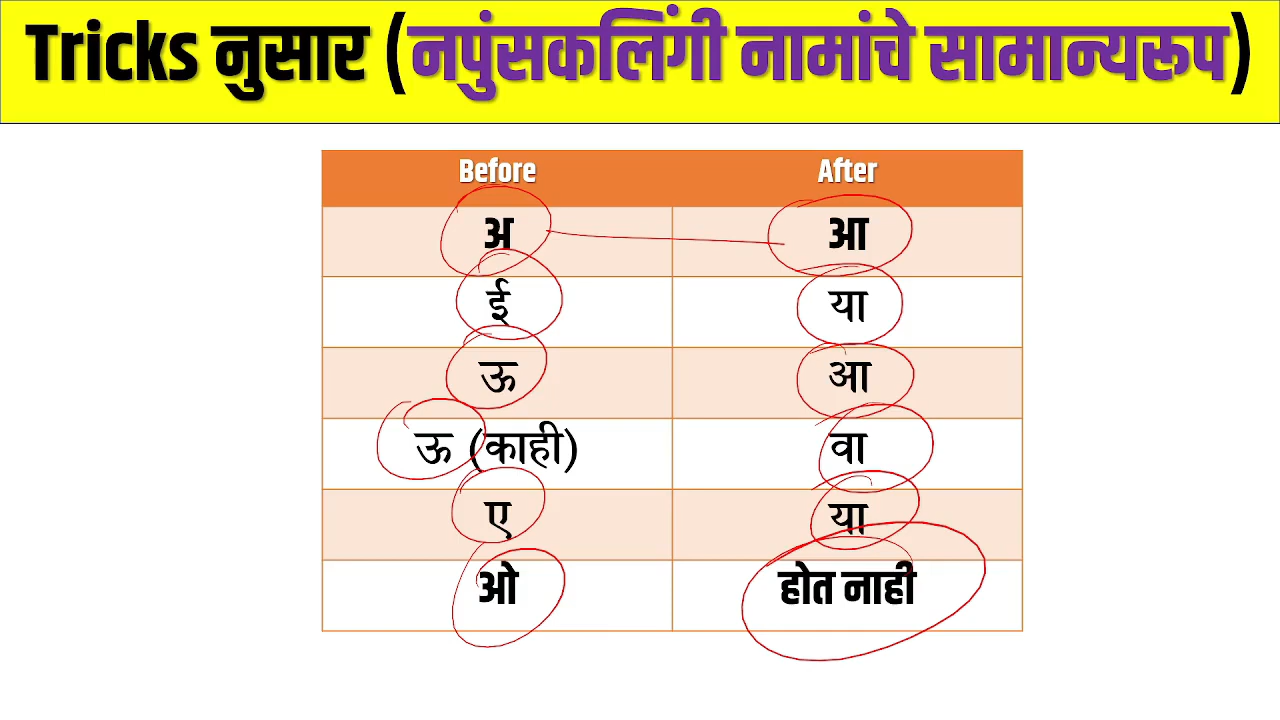 Tricks नुसार (नपुंसकलिंगी नामांचे सामान्यरूप)
Before After
अ आ
ई या
ऊ आ
ऊ (काही) वा
ए या
ओ होत नाही